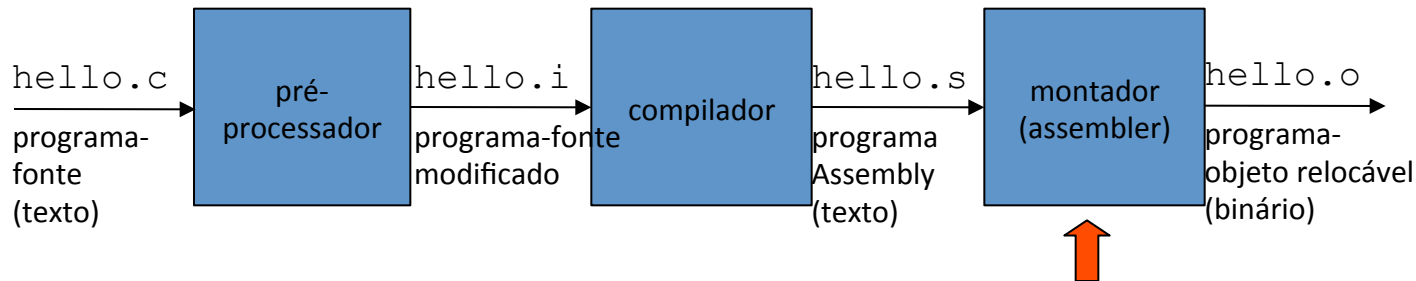 hello.c
programa-
fonte
(texto)
pré-
processador
hello.i
programa-fonte
modificado
compilador
hello.s
programa
Assembly
(texto)
montador
(assembler)
hello.o
programa-
objeto relocável
(binário)